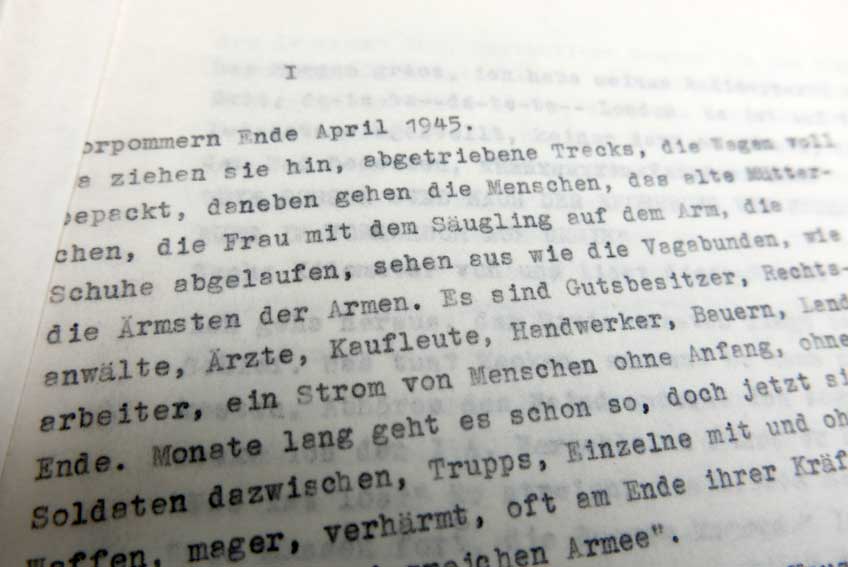 I
orpommern Ende April 1945.
a ziehen sie hin, abgetriebene Trecks, die Wagen voll
bepackt, daneben gehen die Menschen, das alte Mütter-
chen, die Frau mit dem Säugling auf dem Arm, die
Schuhe abgelaufen, sehen aus wie die Vagabunden, wie
die Ärmsten der Armen. Es sind Gutsbesitzer, Rechts-
anwälte, Ärzte, Kaufleute, Handwerker, Bauern, Land
arbeiter, ein Strom von Menschen ohne Anfang, ohne
Ende. Monate lang geht es schon so, doch jetzt si
Soldaten dazwischen, Trupps, Einzelne mit und oh
Waffen, mager, verhärmt, oft am Ende ihrer Kräf
reichen Armee".